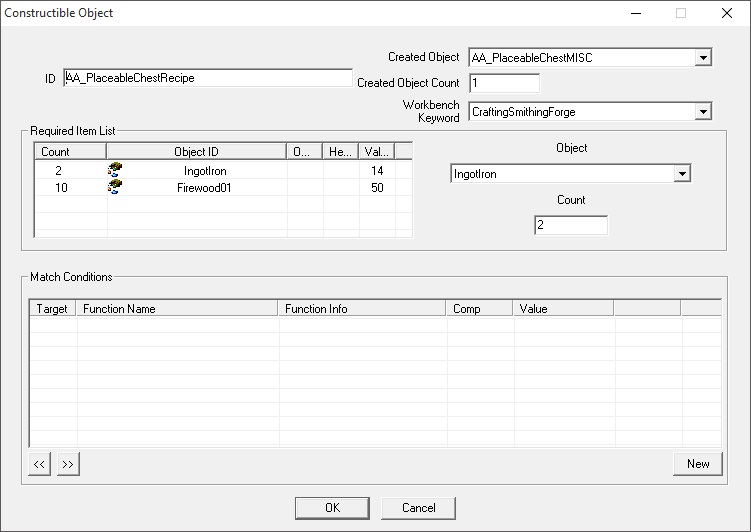 Constructible Object
Created Object AA_PlaceableChestMISC
ID AA_PlaceableChestRecipe
Created Object Count 1
Workbench
Keyword CraftingSmithingForge
Required Item List
Count Object ID O... He... Val...
2 IngotIron 14
10 Firewood01 50
Object
IngotIron
Count
2
Match Conditions
Target Function Name Function Info Comp Value
<< >> New
OK Cancel